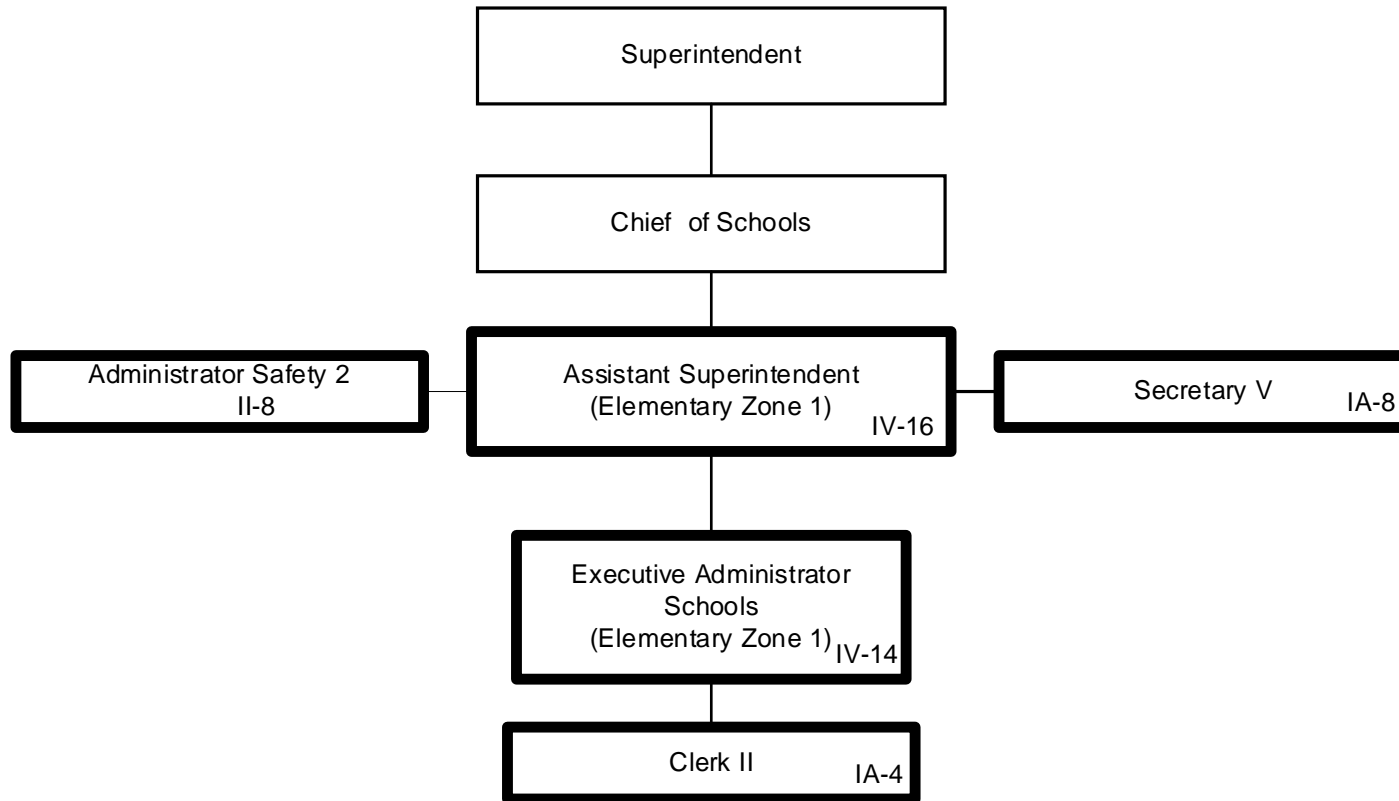 Superintendent
Chief of Schools
Administrator Safety 2
II-8
Assistant Superintendent
(Elementary Zone 1)
IV-16
Secretary V
IA-8
Executive Administrator
Schools
(Elementary Zone 1)
IV-14
Clerk II
IA-4